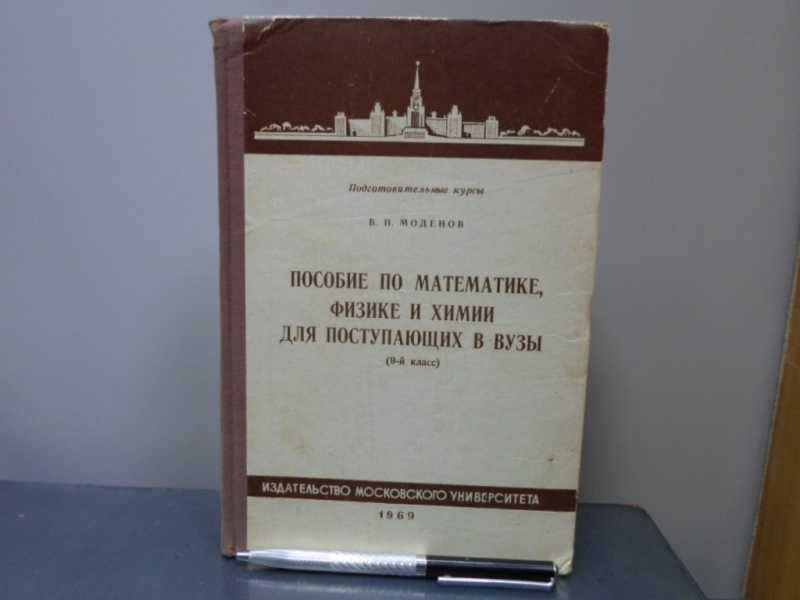 Подготовительные курсы
В. П. МОДЕНОВ
ПОСОБИЕ ПО МАТЕМАТИКЕ,
ФИЗИКЕ И ХИМИИ
ДЛЯ ПОСТУПАЮЩИХ В ВУЗЫ
(9-й класс)
ИЗДАТЕЛЬСТВО МОСКОВСКОГО УНИВЕРСИТЕТА
1969